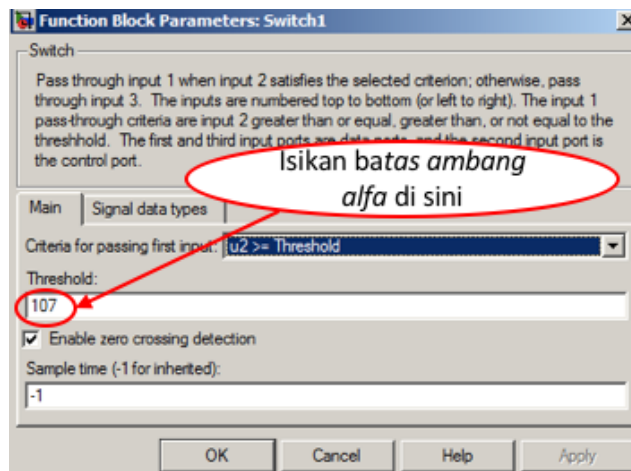 Function Block Parameters: Switch1
Switch
Pass through input 1 when input 2 satisfies the selected criterion; otherwise, pass
through input 3. The inputs are numbered top to bottom (or left to right). The input 1
pass-through criteria are input 2 greater than or equal, greater than, or not equal to the
threshhold. The first and third input ports are data ports, and the second input port is
the control port.
Isikan batas ambang
alfa di sini
Main Signal data types
Criteria for passing first input: u2 >= Threshold
Threshold:
107
Enable zero crossing detection
Sample time (-1 for inherited):
-1
OK Cancel Help Apply